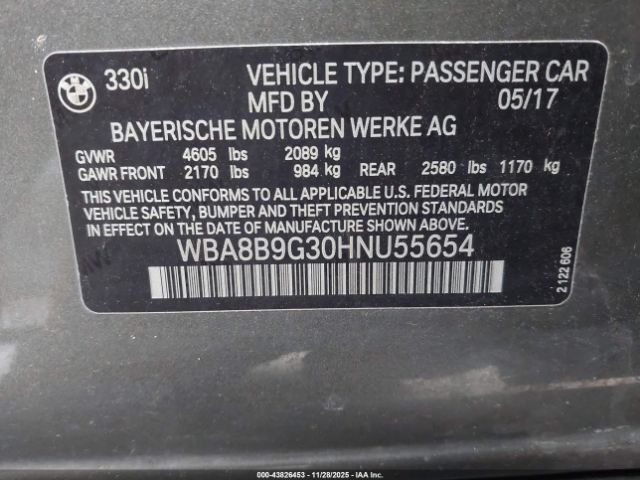 BMW
330i VEHICLE TYPE: PASSENGER CAR
MFD BY 05/17
BAYERISCHE MOTOREN WERKE AG
GVWR 4605 lbs 2089 kg
GAWR FRONT 2170 lbs 984 kg REAR 2580 lbs 1170 kg
THIS VEHICLE CONFORMS TO ALL APPLICABLE U.S. FEDERAL MOTOR
VEHICLE SAFETY, BUMPER AND THEFT PREVENTION STANDARDS IN
EFFECT ON THE DATE OF MANUFACTURE SHOWN ABOVE
WBA8B9G30HNU55654
2 122 606
000-43826453 - 11/28/2025 - IAA Inc.